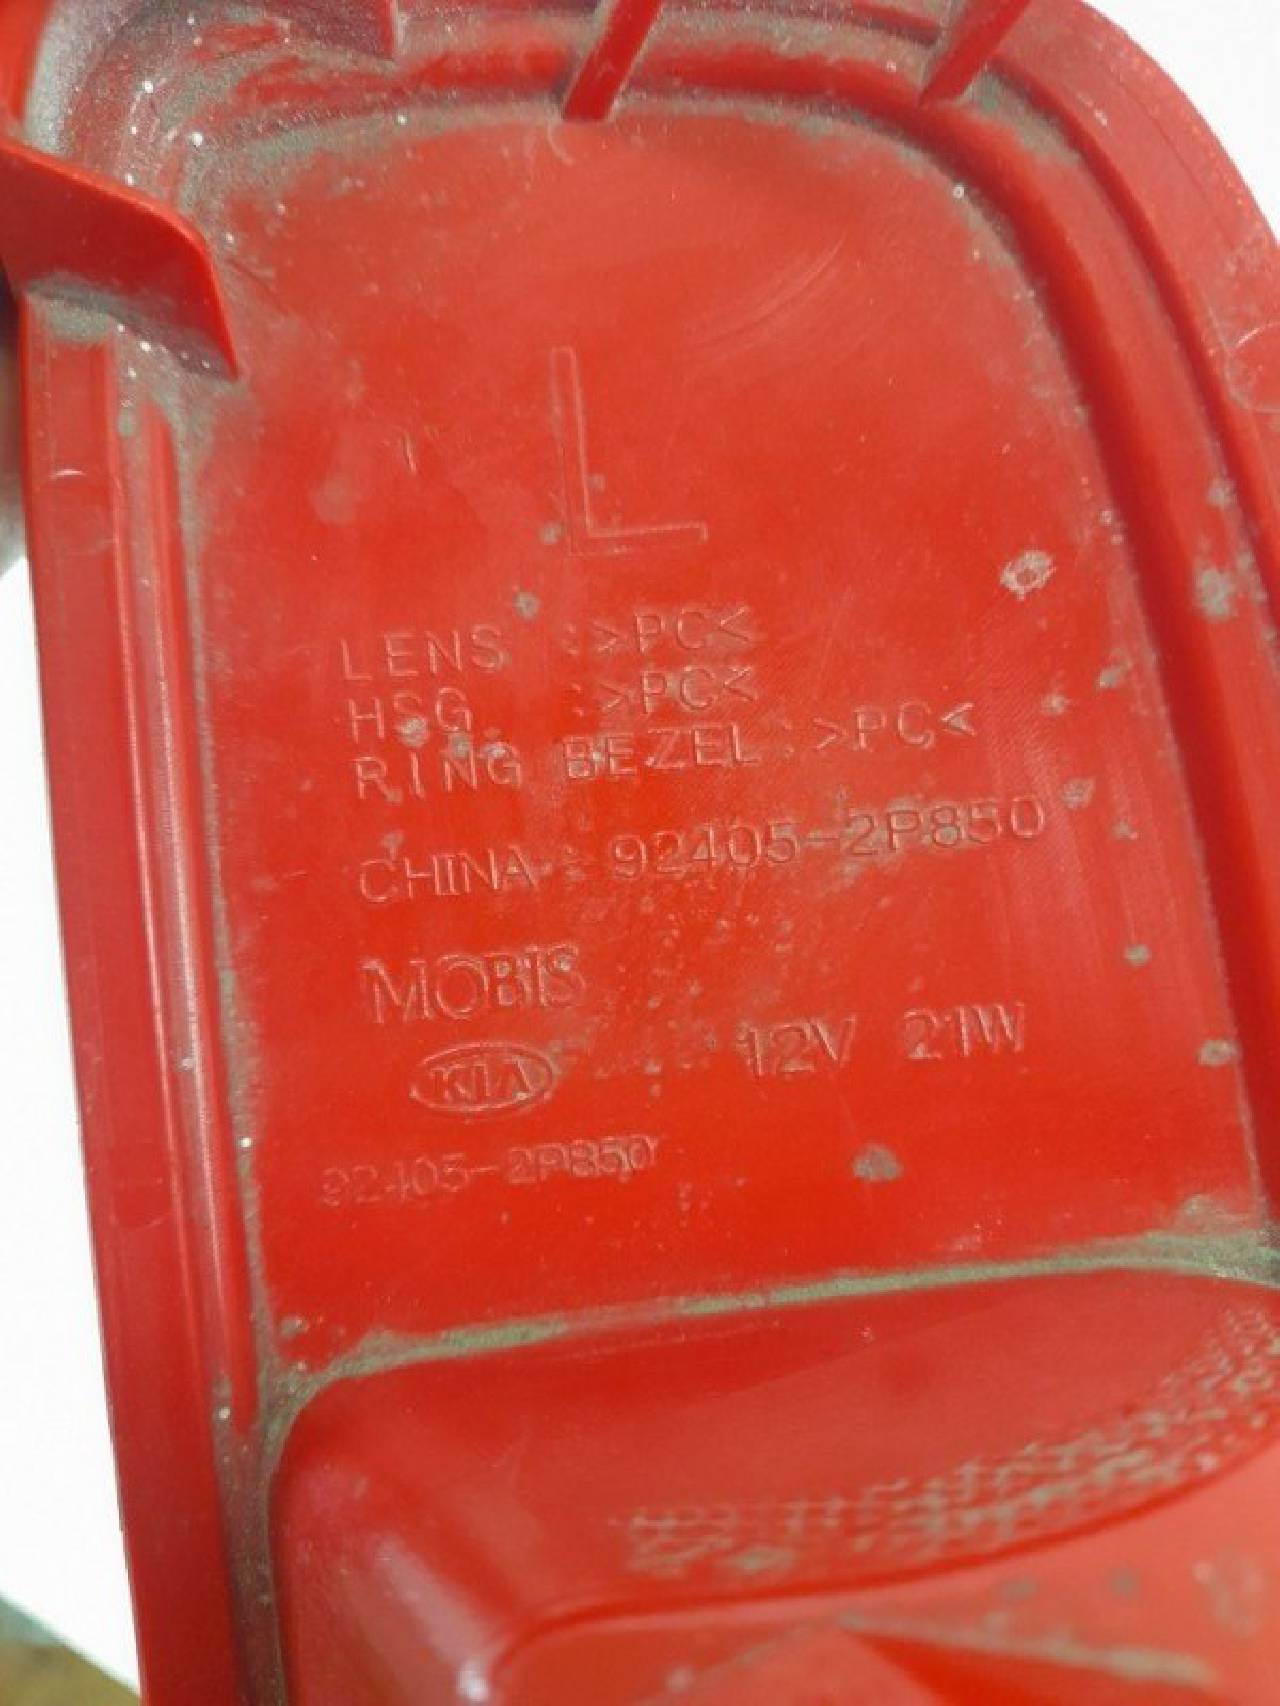 L
LENS :>PC<
HSG :>PC<
RING BEZEL:>PC<
CHINA : 92405-2P850
MOBIS
KIA 12V 21W
92405-2P850